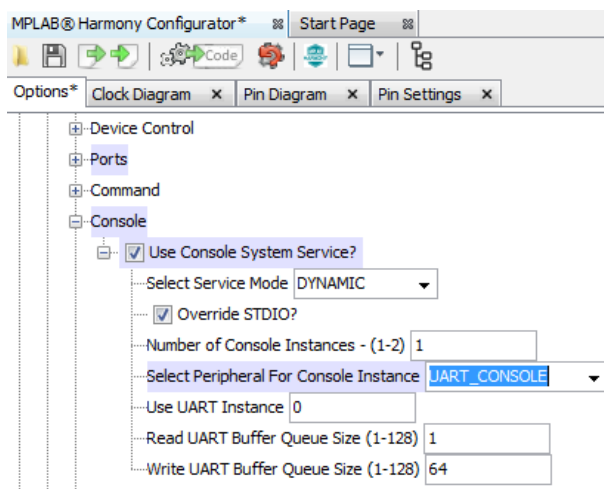 MPLAB® Harmony Configurator* Start Page
Code
Options* Clock Diagram Pin Diagram Pin Settings
Device Control
Ports
Command
Console
Use Console System Service?
Select Service Mode DYNAMIC
Override STDIO?
Number of Console Instances - (1-2) 1
Select Peripheral For Console Instance UART_CONSOLE
Use UART Instance 0
Read UART Buffer Queue Size (1-128) 1
Write UART Buffer Queue Size (1-128) 64